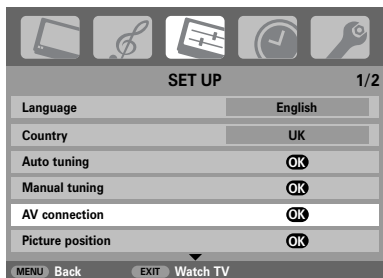 SET UP 1/2
Language English
Country UK
Auto tuning OK
Manual tuning OK
AV connection OK
Picture position OK
MENU Back EXIT Watch TV